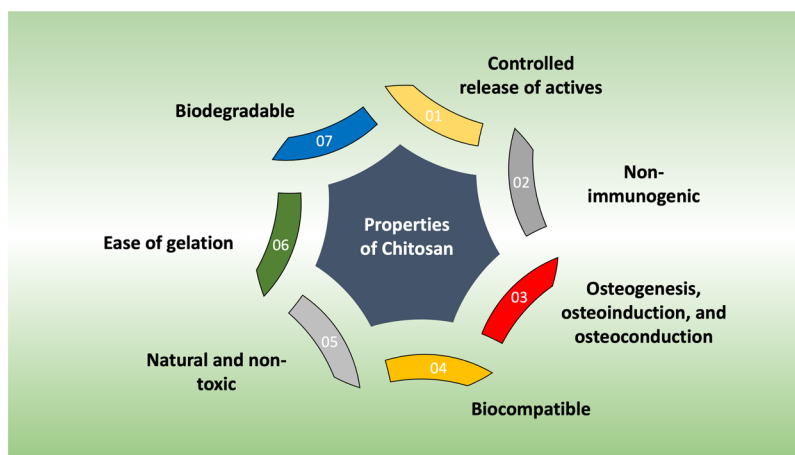 Controlled
release of actives
01
Non-
immunogenic
02
Osteogenesis,
osteoinduction, and
osteoconduction
03
Biocompatible
04
Natural and non-
toxic
05
Ease of gelation
06
Biodegradable
07
Properties
of Chitosan